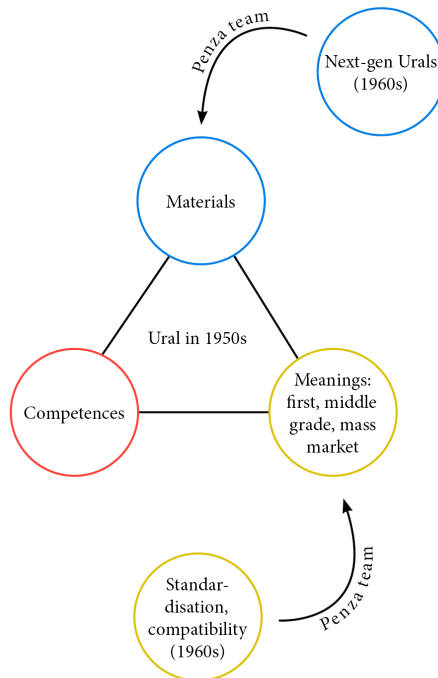 Penza team
Next-gen Urals
(1960s)
Materials
Ural in 1950s
Competences
Meanings:
first, middle
grade, mass
market
Standar-
disation,
compatibility
(1960s)
Penza team